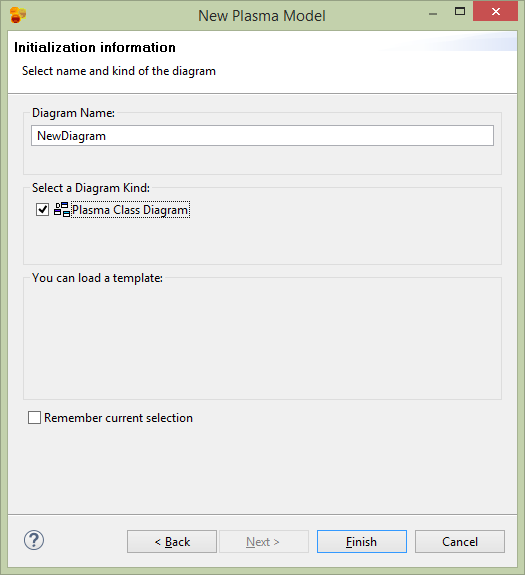 New Plasma Model
Initialization information
Select name and kind of the diagram
Diagram Name:
NewDiagram
Select a Diagram Kind:
Plasma Class Diagram
You can load a template:
Remember current selection
?
< Back
Next >
Finish
Cancel